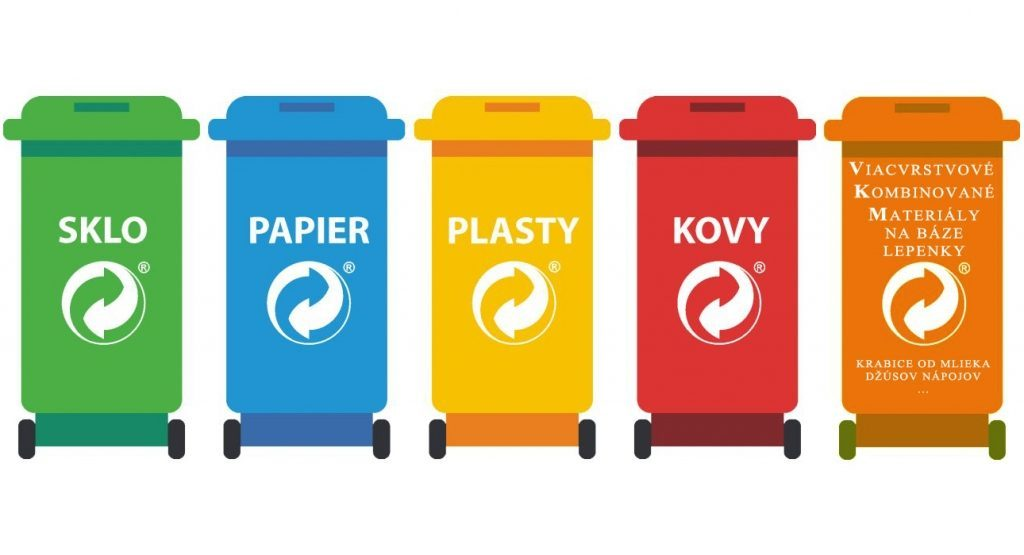 SKLO
®
PAPIER
®
PLASTY
®
KOVY
®
VIACVRSTVOVÉ
KOMBINOVANÉ
MATERIÁLY
NA BÁZE
LEPENKY
®
KRABICE OD MLIEKA
DŽÚSOV NÁPOJOV
...